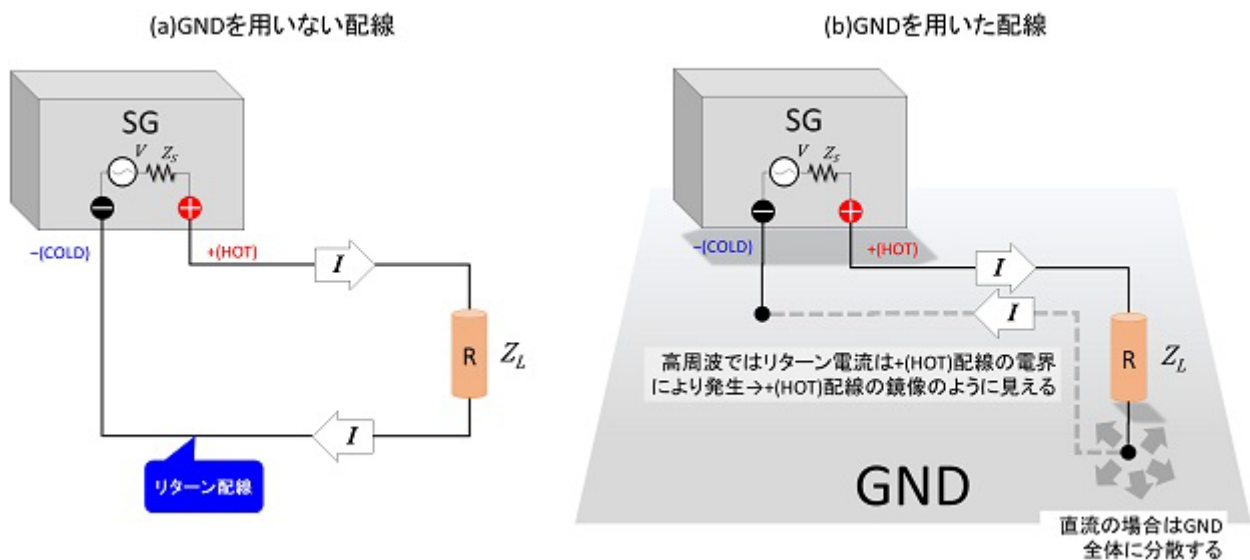 (a)GNDを用いない配線
SG
V
Zs
−(COLD)
+(HOT)
I
R
ZL
I
リターン配線
(b)GNDを用いた配線
SG
V
Zs
−(COLD)
+(HOT)
I
I
高周波ではリターン電流は+(HOT)配線の電界
により発生→+(HOT)配線の鏡像のように見える
R
ZL
GND
直流の場合はGND
全体に分散する